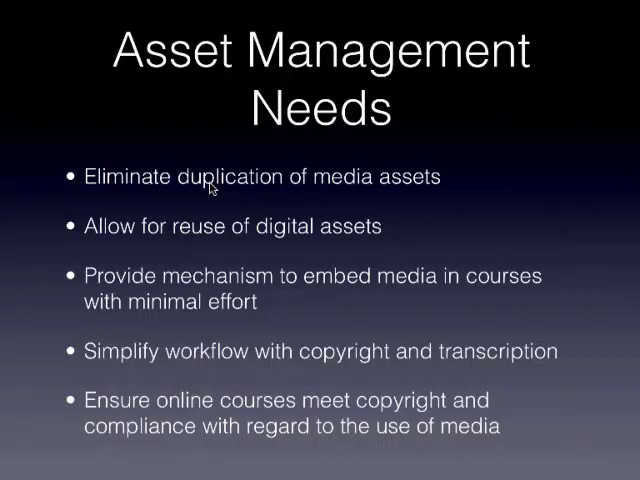 Asset Management
Needs
• Eliminate duplication of media assets
• Allow for reuse of digital assets
• Provide mechanism to embed media in courses
with minimal effort
• Simplify workflow with copyright and transcription
• Ensure online courses meet copyright and
compliance with regard to the use of media